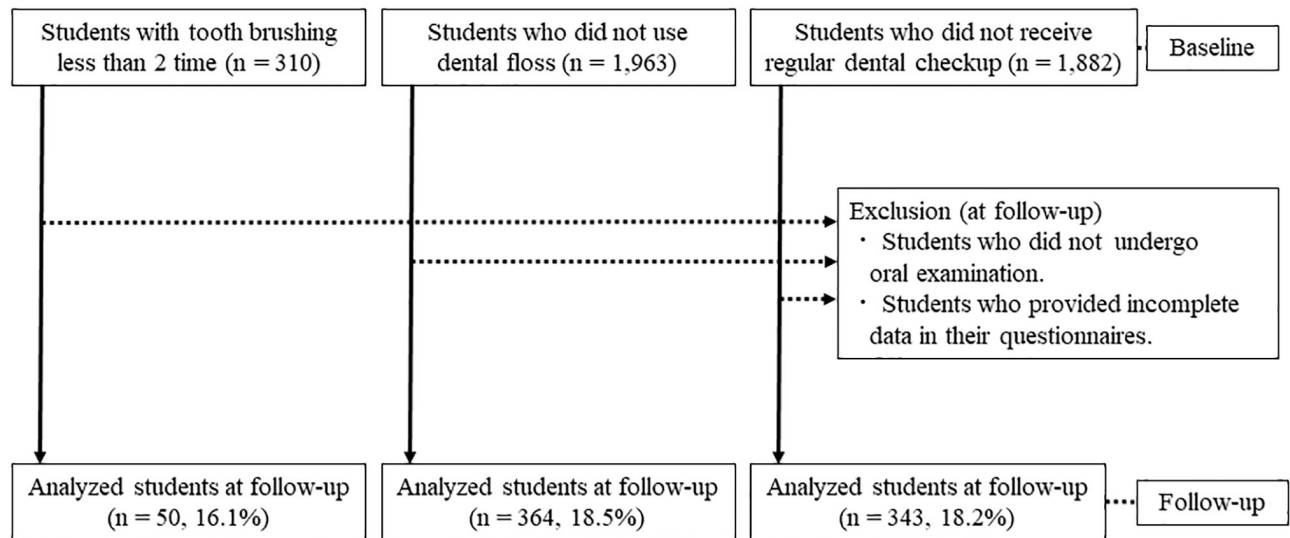 Students with tooth brushing
less than 2 time (n = 310)
Students who did not use
dental floss (n = 1,963)
Students who did not receive
regular dental checkup (n = 1,882)
Baseline
Exclusion (at follow-up)
・ Students who did not undergo
oral examination.
・ Students who provided incomplete
data in their questionnaires.
Analyzed students at follow-up
(n = 50, 16.1%)
Analyzed students at follow-up
(n = 364, 18.5%)
Analyzed students at follow-up
(n = 343, 18.2%)
Follow-up